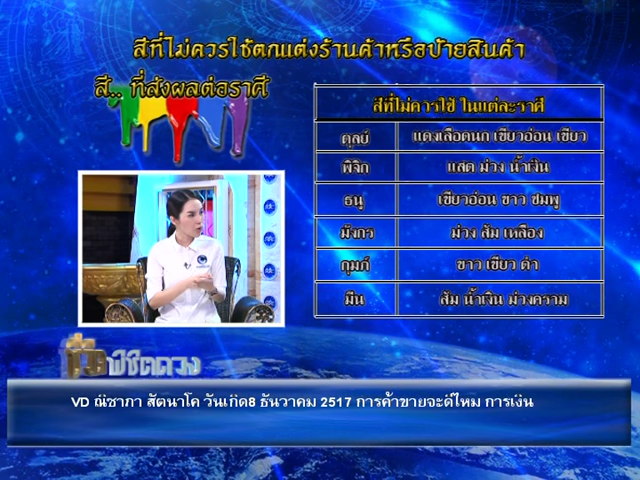 สีที่ไม่ควรใช้ตกแต่งร้านค้าหรือป้ายสินค้า
สี.. ที่ส่งผลต่อราศี
สีที่ไม่ควรใช้ ในแต่ละราศี
ตุลย์ แดงเลือดนก เขียวอ่อน เขียว
พิจิก แสด ม่วง น้ำเงิน
ธนู เขียวอ่อน ขาว ชมพู
มังกร ม่วง ส้ม เหลือง
กุมภ์ ขาว เขียว ดำ
มีน ส้ม น้ำเงิน ม่วงคราม
พิชิตดวง
VD ณิชาภา สัตนาโค วันเกิด8 ธันวาคม 2517 การค้าขายจะดีไหม การเงิน